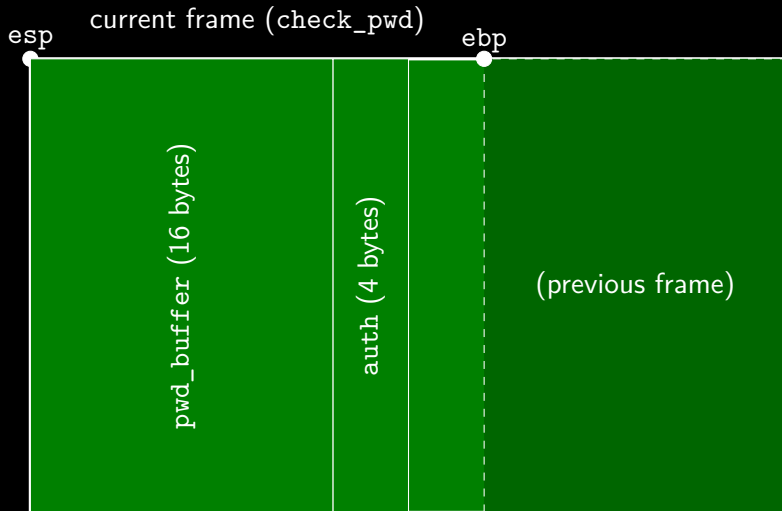 current frame (check_pwd)
esp
ebp
pwd_buffer (16 bytes)
auth (4 bytes)
(previous frame)